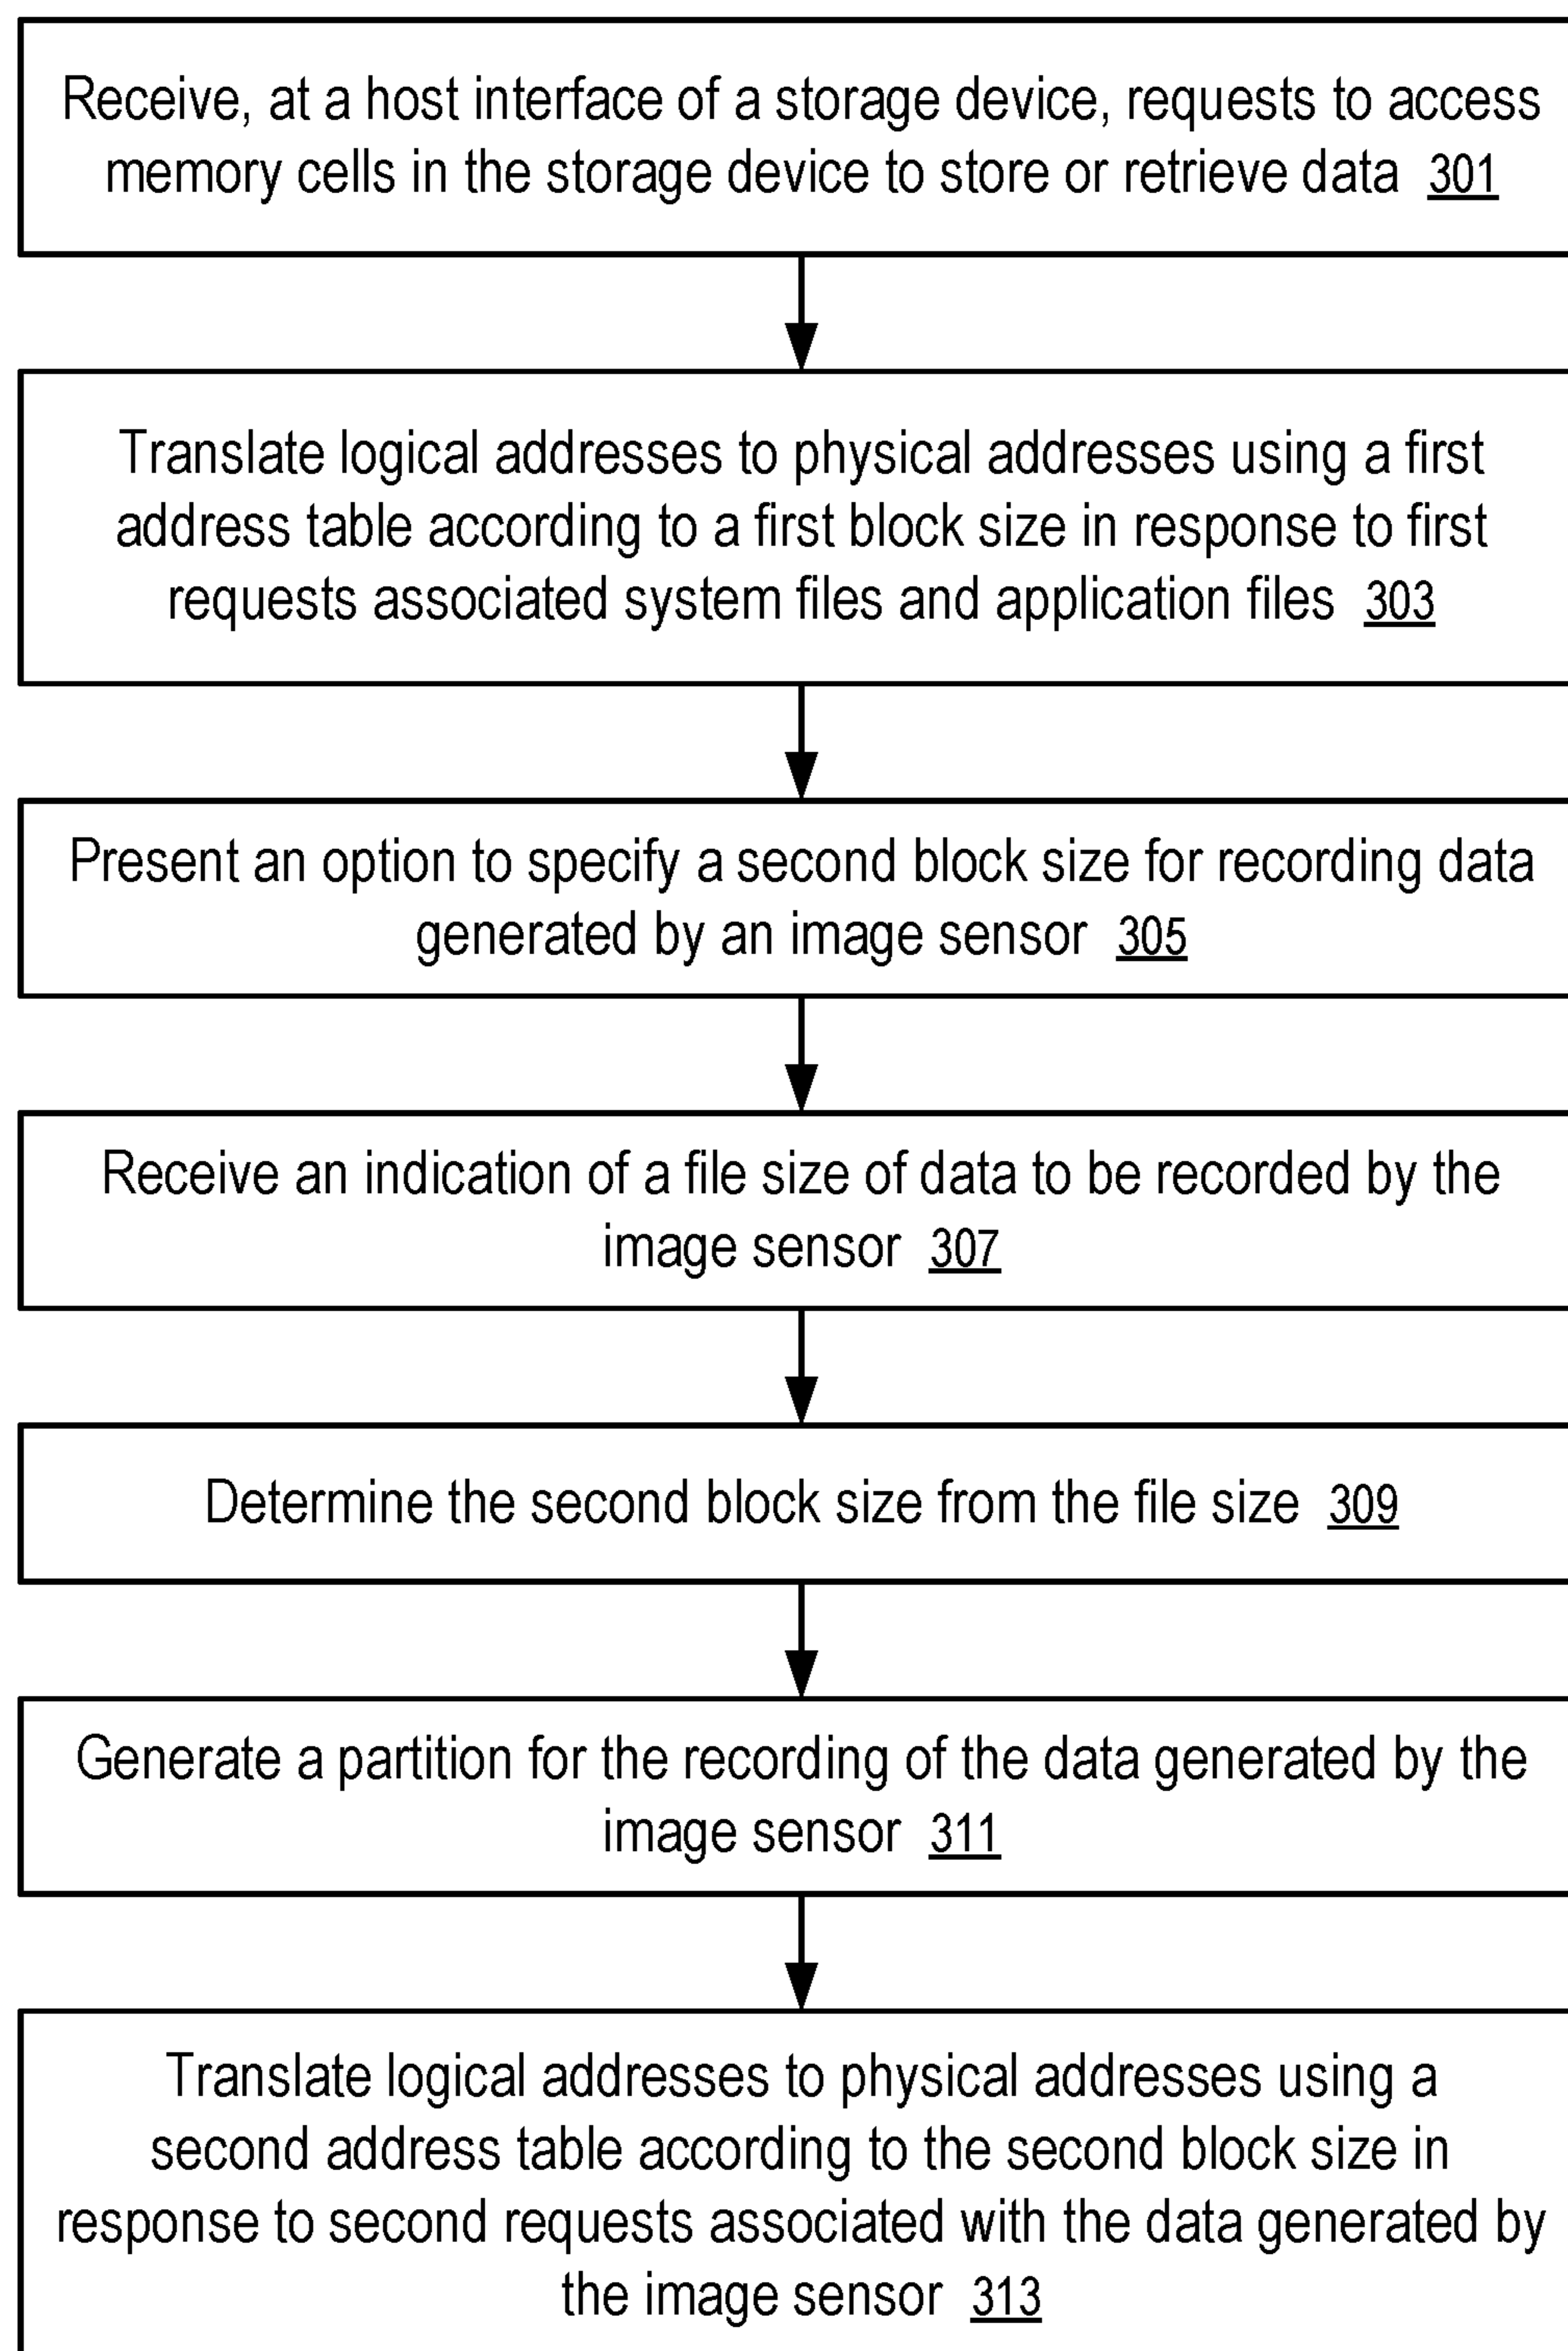 Receive, at a host interface of a storage device, requests to access
memory cells in the storage device to store or retrieve data 301
Translate logical addresses to physical addresses using a first
address table according to a first block size in response to first
requests associated system files and application files 303
Present an option to specify a second block size for recording data
generated by an image sensor 305
Receive an indication of a file size of data to be recorded by the
image sensor 307
Determine the second block size from the file size 309
Generate a partition for the recording of the data generated by the
image sensor 311
Translate logical addresses to physical addresses using a
second address table according to the second block size in
response to second requests associated with the data generated by
the image sensor 313